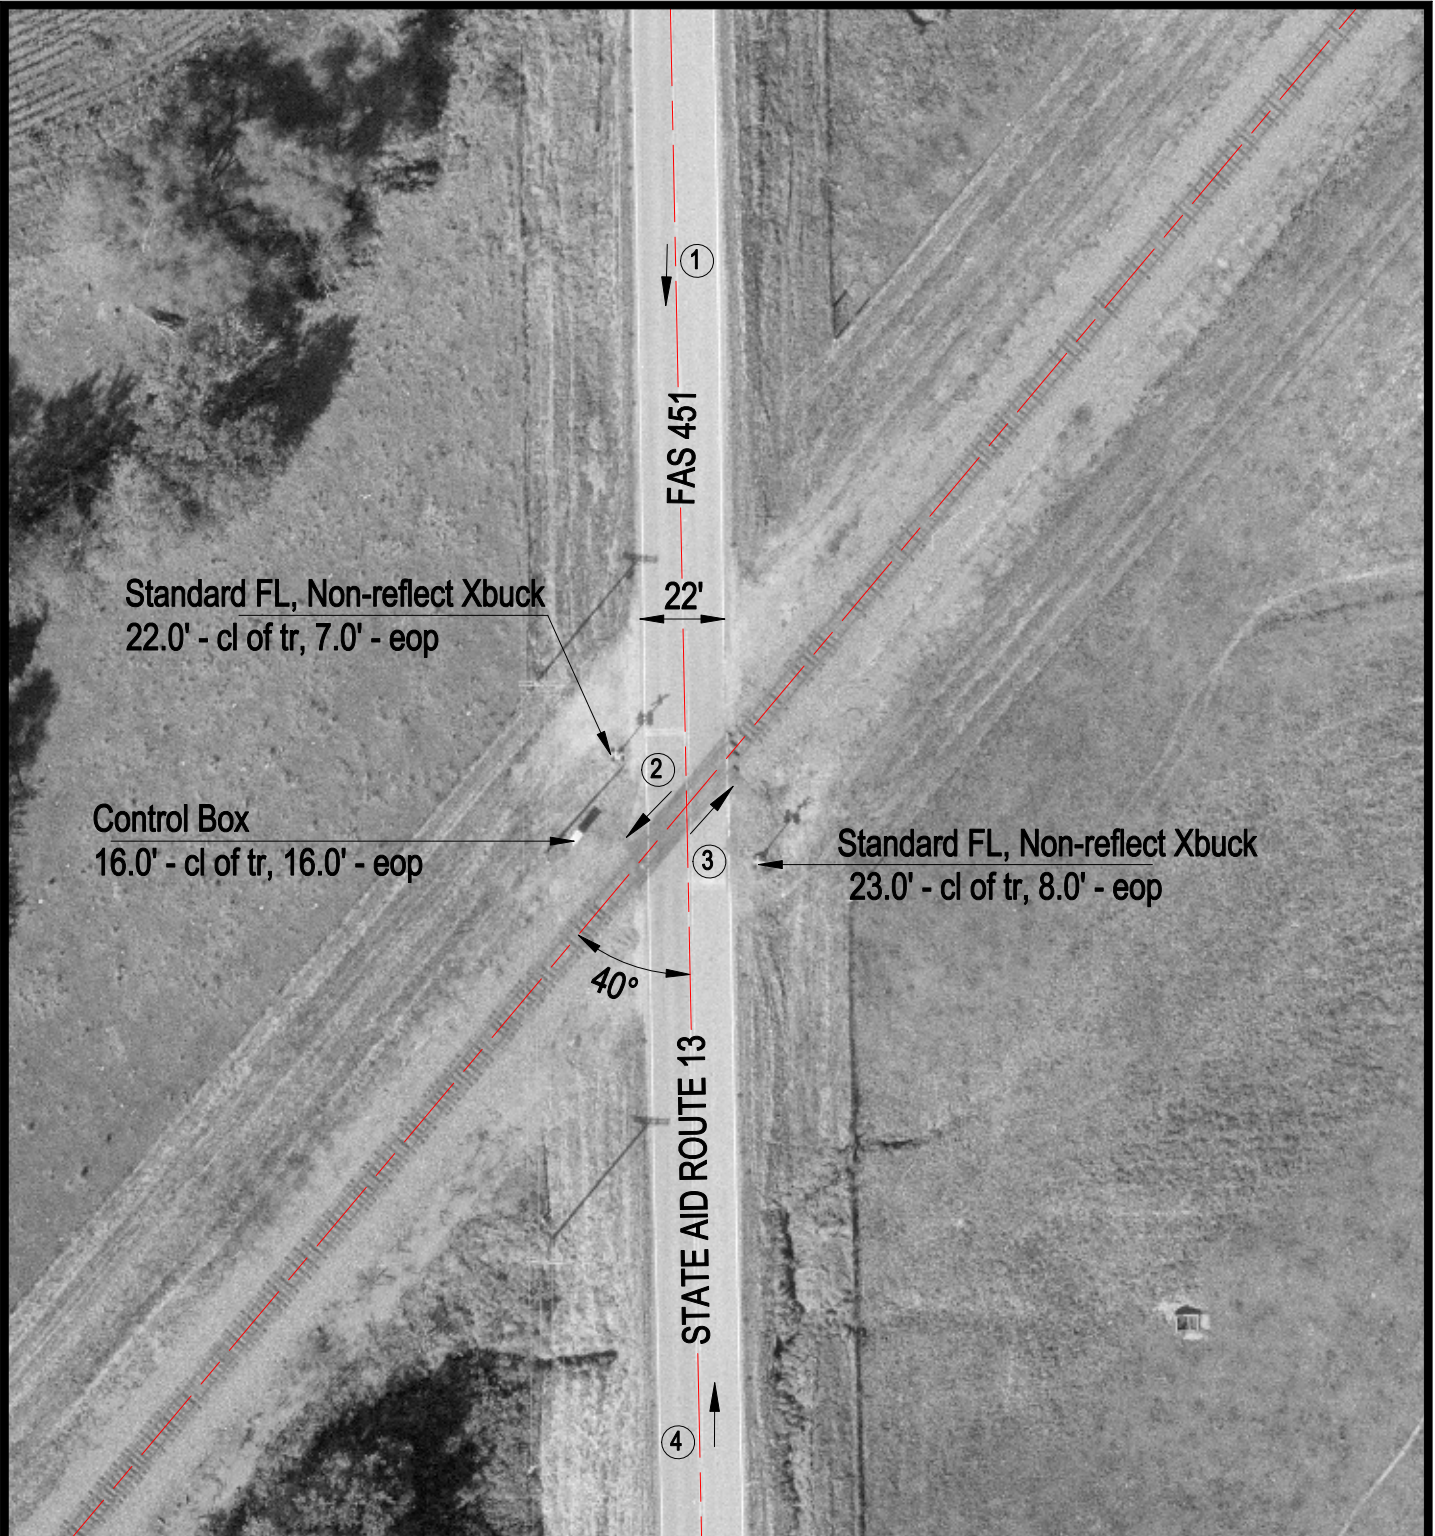 1
FAS 451
Standard FL, Non-reflect Xbuck
22.0' - cl of tr, 7.0' - eop
22'
2
Control Box
16.0' - cl of tr, 16.0' - eop
3
Standard FL, Non-reflect Xbuck
23.0' - cl of tr, 8.0' - eop
40°
STATE AID ROUTE 13
4